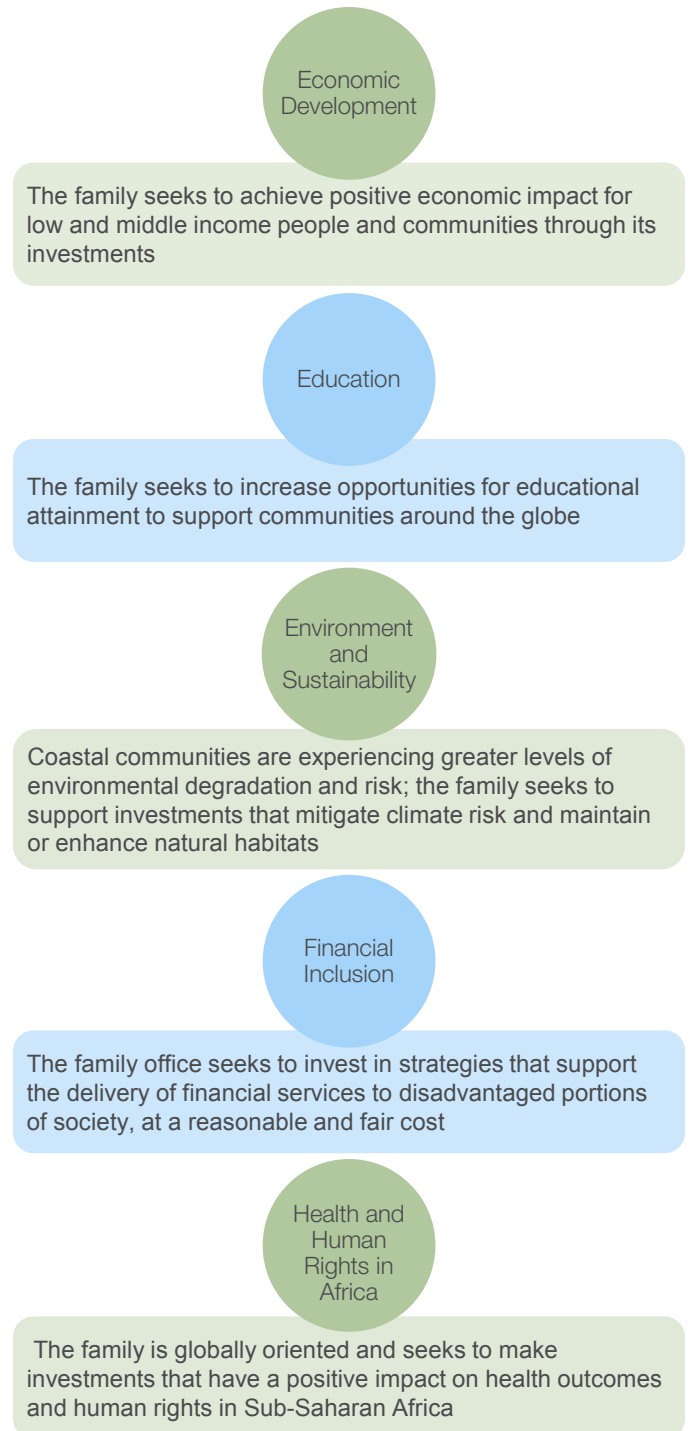 Economic
Development
The family seeks to achieve positive economic impact for
low and middle income people and communities through its
investments
Education
The family seeks to increase opportunities for educational
attainment to support communities around the globe
Environment
and
Sustainability
Coastal communities are experiencing greater levels of
environmental degradation and risk; the family seeks to
support investments that mitigate climate risk and maintain
or enhance natural habitats
Financial
Inclusion
The family office seeks to invest in strategies that support
the delivery of financial services to disadvantaged portions
of society, at a reasonable and fair cost
Health and
Human
Rights in
Africa
The family is globally oriented and seeks to make
investments that have a positive impact on health outcomes
and human rights in Sub-Saharan Africa